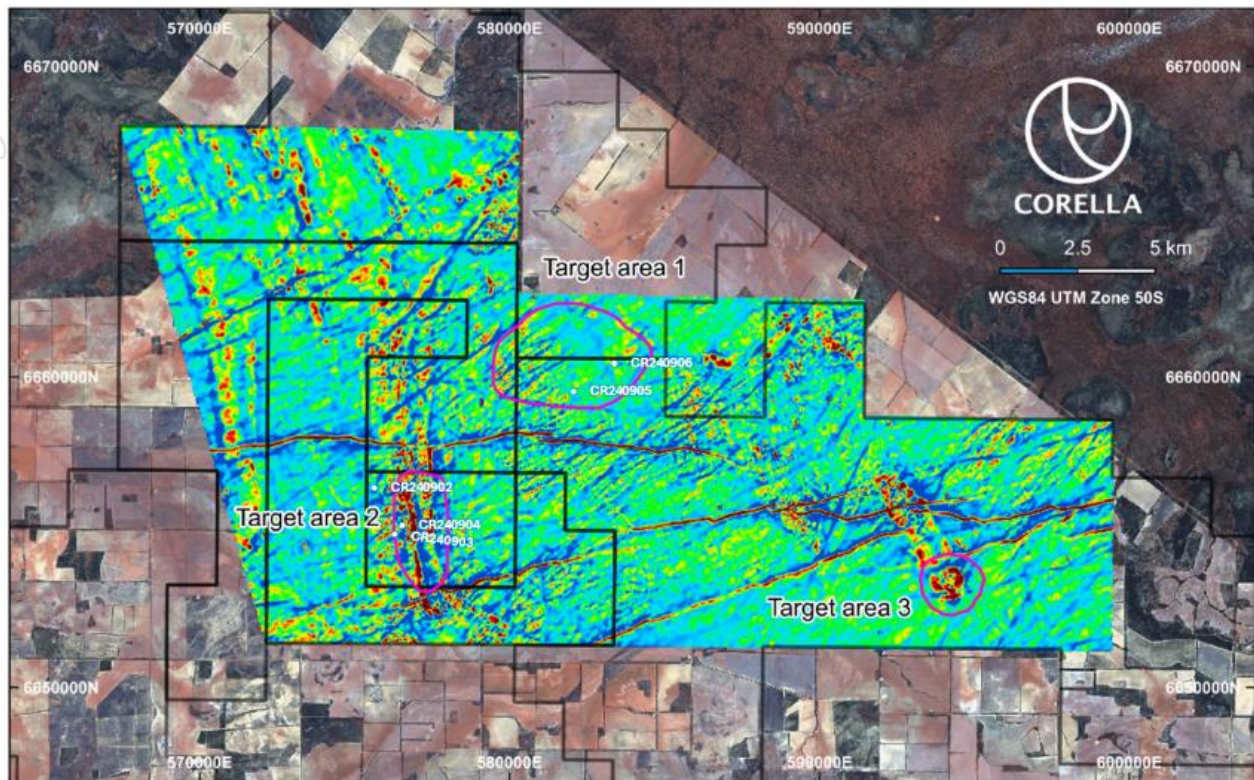 570000E
580000E
590000E
600000E
6670000N
6670000N
CORELLA
0 2.5 5 km
WGS84 UTM Zone 50S
Target area 1
CR240906
CR240905
6660000N
6660000N
CR240902
Target area 2
CR240904
CR240903
Target area 3
6650000N
6650000N
570000E
580000E
590000E
600000E